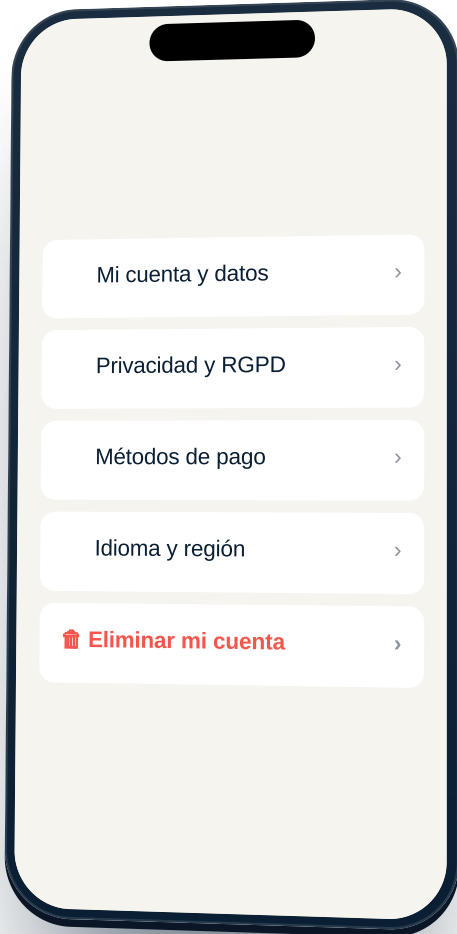 Mi cuenta y datos ›
Privacidad y RGPD ›
Métodos de pago ›
Idioma y región ›
🗑 Eliminar mi cuenta ›